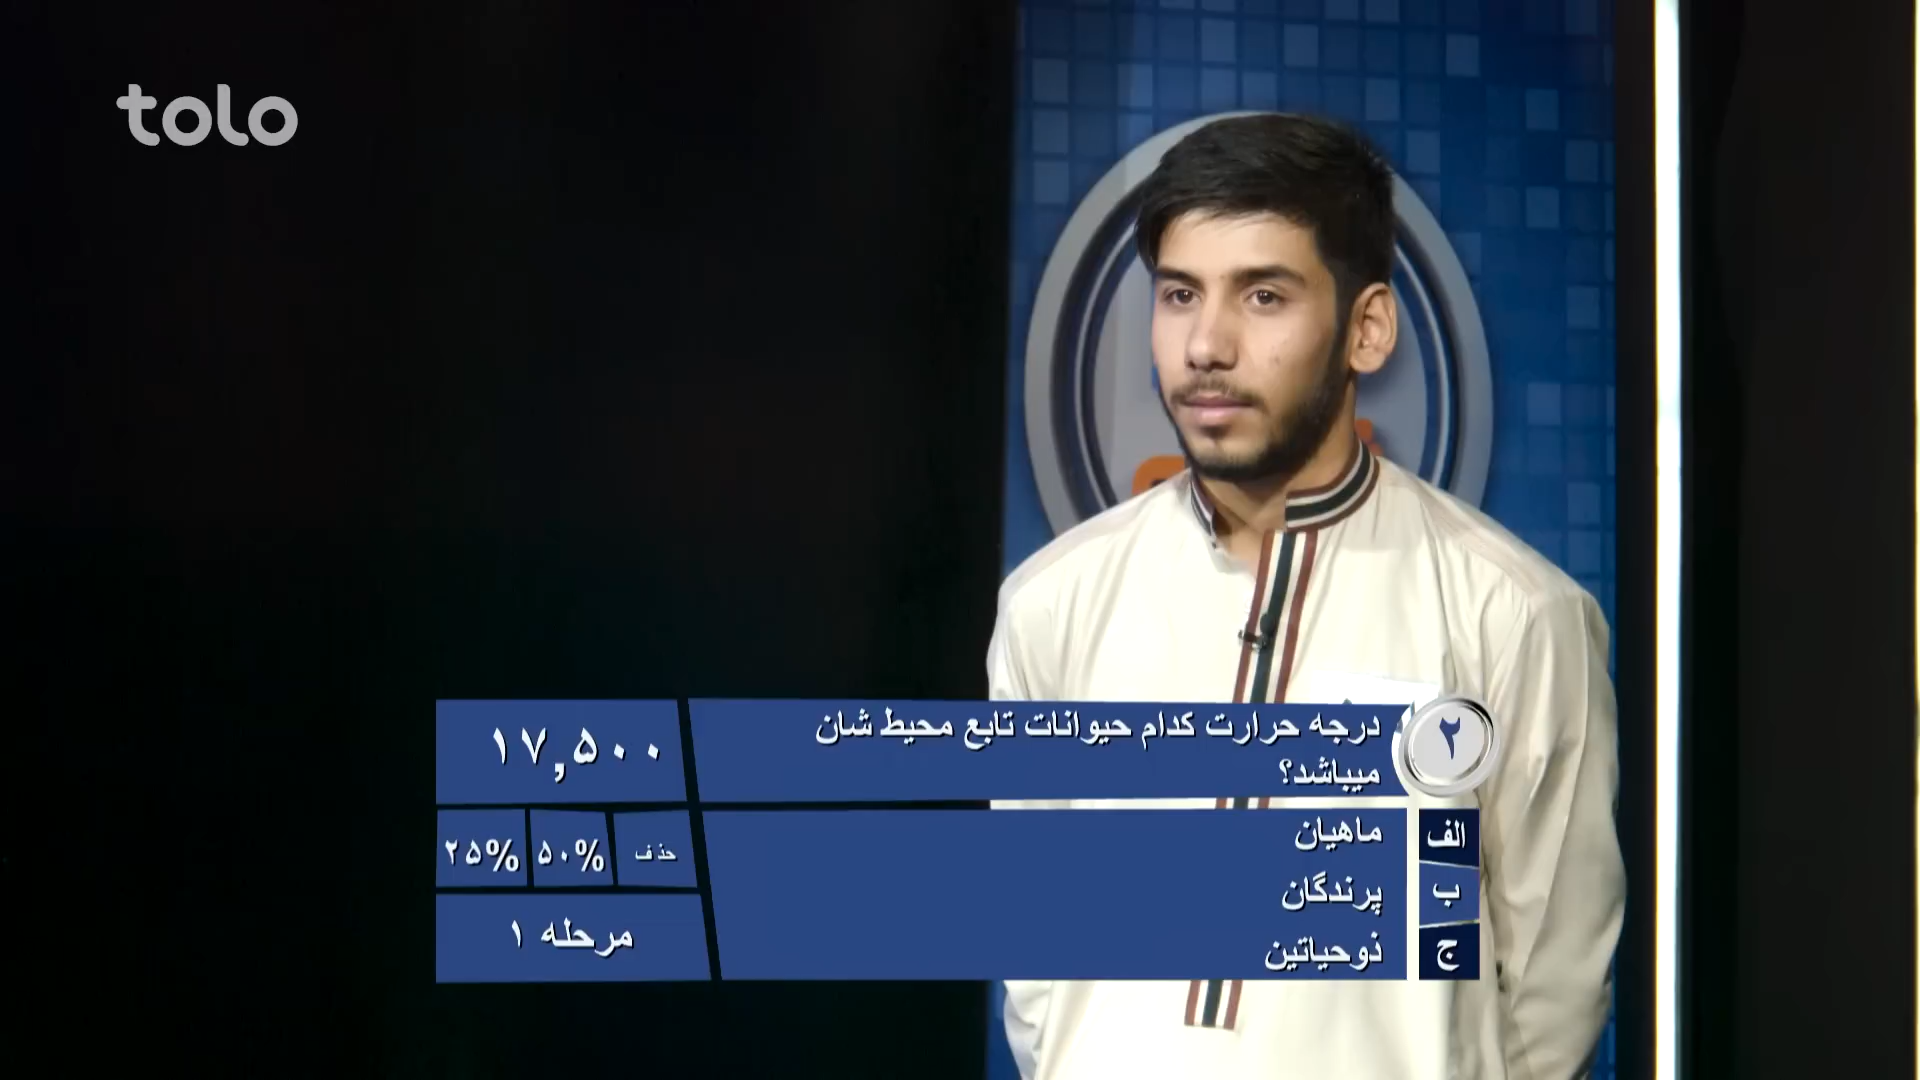 tolo
۲
درجه حرارت کدام حیوانات تابع محیط شان
میباشد؟
۱۷,۵۰۰
الف ماهیان
ب پرندگان
ج ذوحیاتین
حذف ۵۰% ۲۵%
مرحله ۱